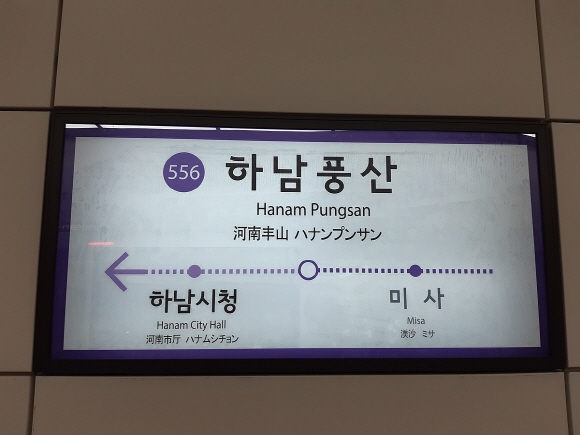 556 하남풍산
Hanam Pungsan
河南丰山 ハナンプンサン
하남시청
Hanam City Hall
河南市厅 ハナムシチョン
미사
Misa
渼沙 ミサ